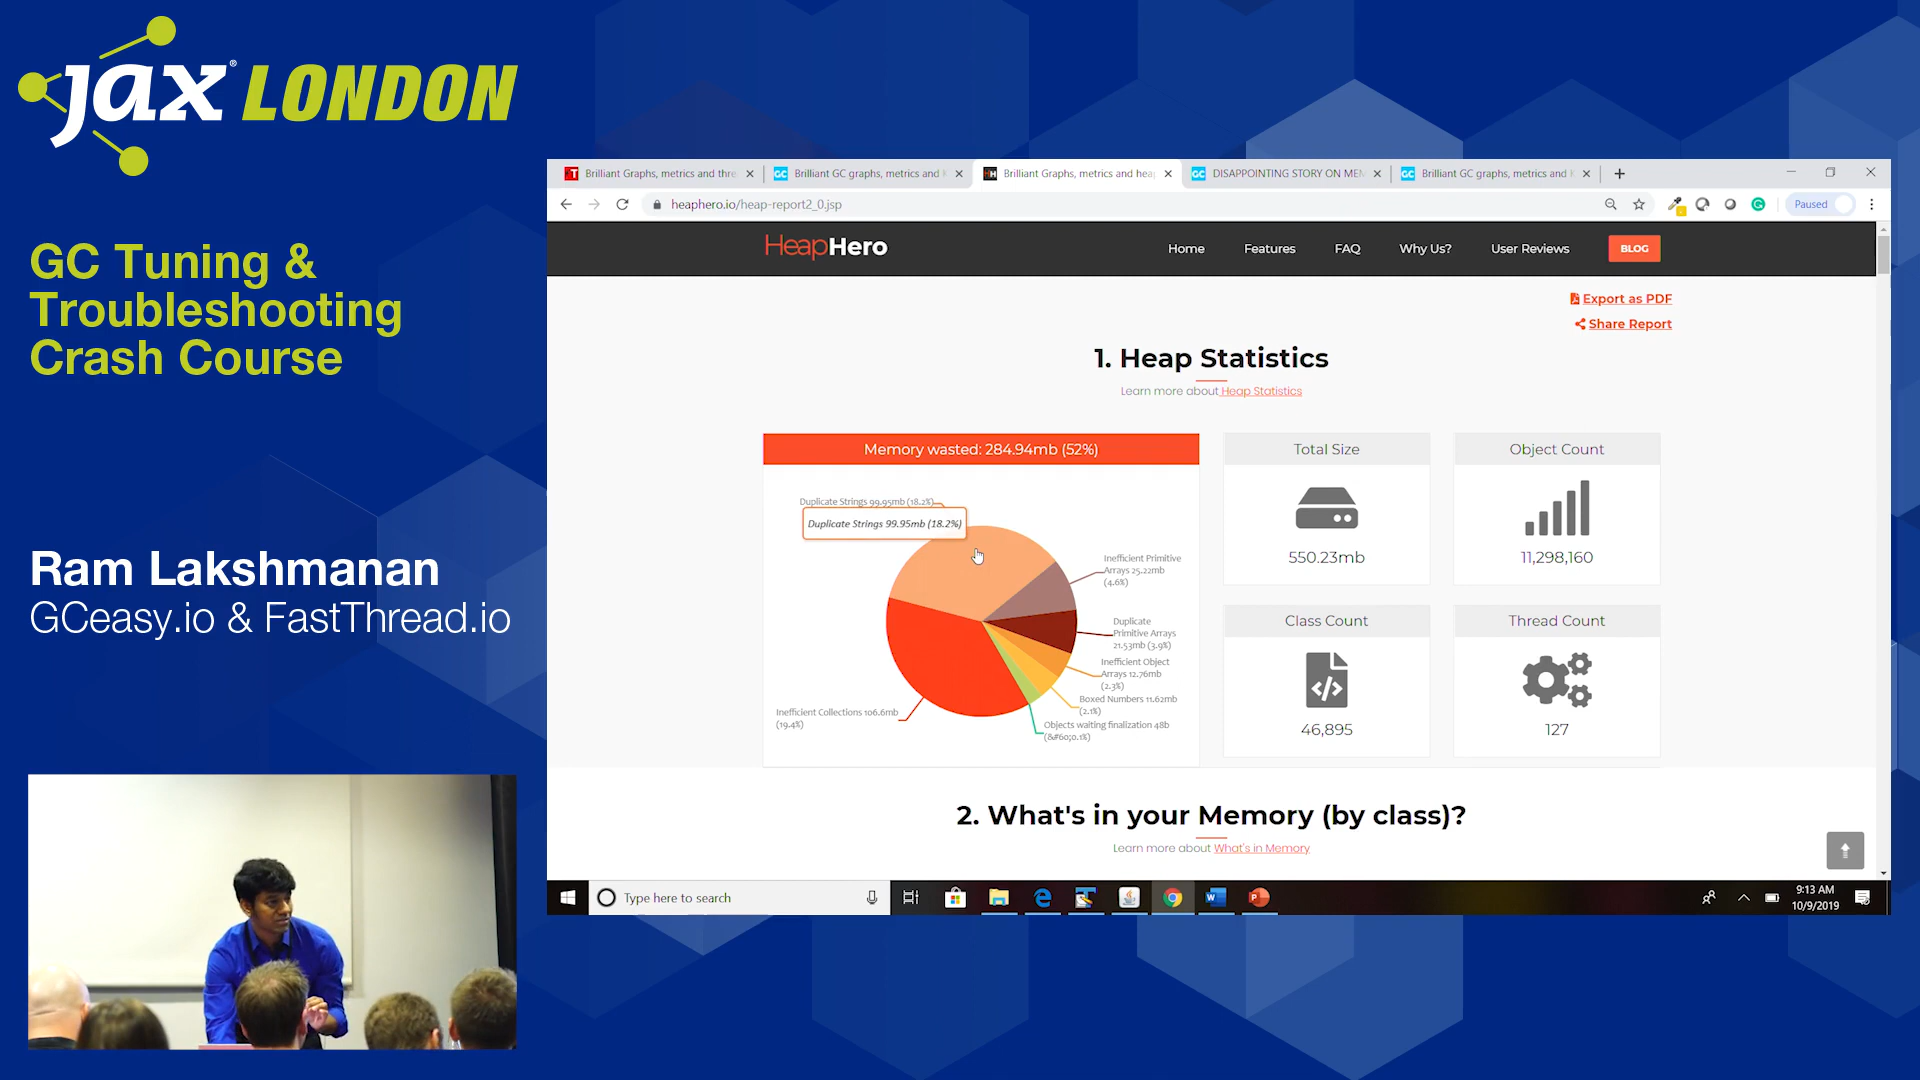 jax® LONDON
GC Tuning &
Troubleshooting
Crash Course
Ram Lakshmanan
GCeasy.io & FastThread.io
Brilliant Graphs, metrics and thre
Brilliant GC graphs, metrics and
Brilliant Graphs, metrics and hea
DISAPPOINTING STORY ON MEM
Brilliant GC graphs, metrics and
heaphero.io/heap-report2_0.jsp
Paused
HeapHero
Home
Features
FAQ
Why Us?
User Reviews
BLOG
Export as PDF
Share Report
1. Heap Statistics
Learn more about Heap Statistics
Memory wasted: 284.94mb (52%)
Duplicate Strings 99.95mb (18.2%)
Duplicate Strings 99.95mb (18.2%)
Inefficient Primitive
Arrays 25.22mb
(4.6%)
Duplicate
Primitive Arrays
21.53mb (3.9%)
Inefficient Object
Arrays 12.76mb
(2.3%)
Boxed Numbers 11.62mb
(2.1%)
Objects waiting finalization 48b
(&#60;0.1%)
Inefficient Collections 106.6mb
(19.4%)
Total Size
550.23mb
Object Count
11,298,160
Class Count
46,895
Thread Count
127
2. What's in your Memory (by class)?
Learn more about What's in Memory
Type here to search
9:13 AM
10/9/2019